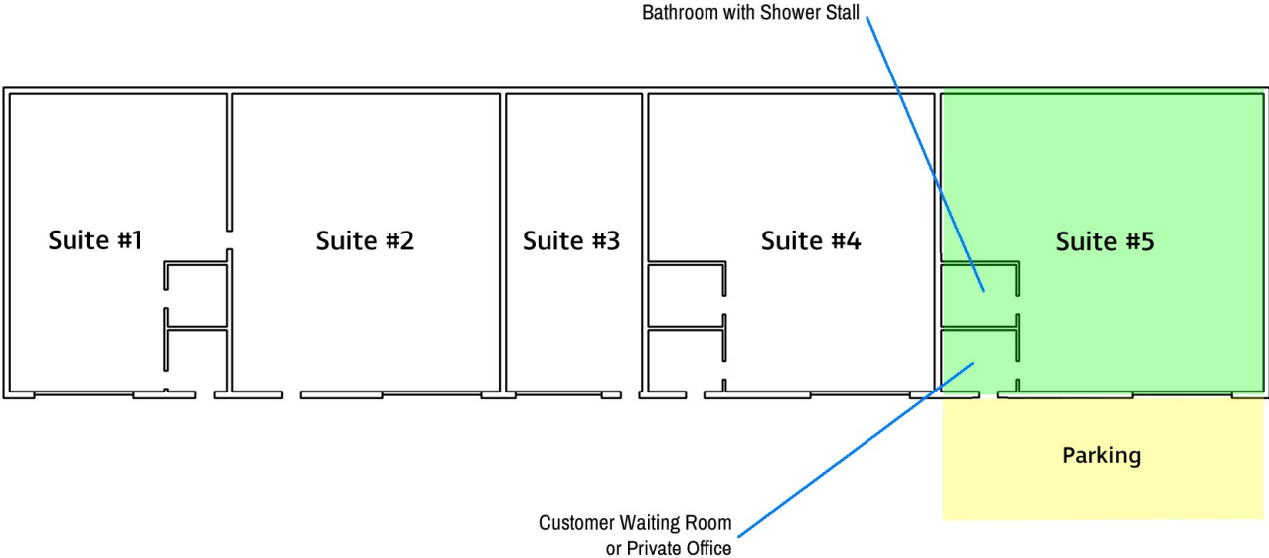 Bathroom with Shower Stall
Suite #1
Suite #2
Suite #3
Suite #4
Suite #5
Parking
Customer Waiting Room
or Private Office